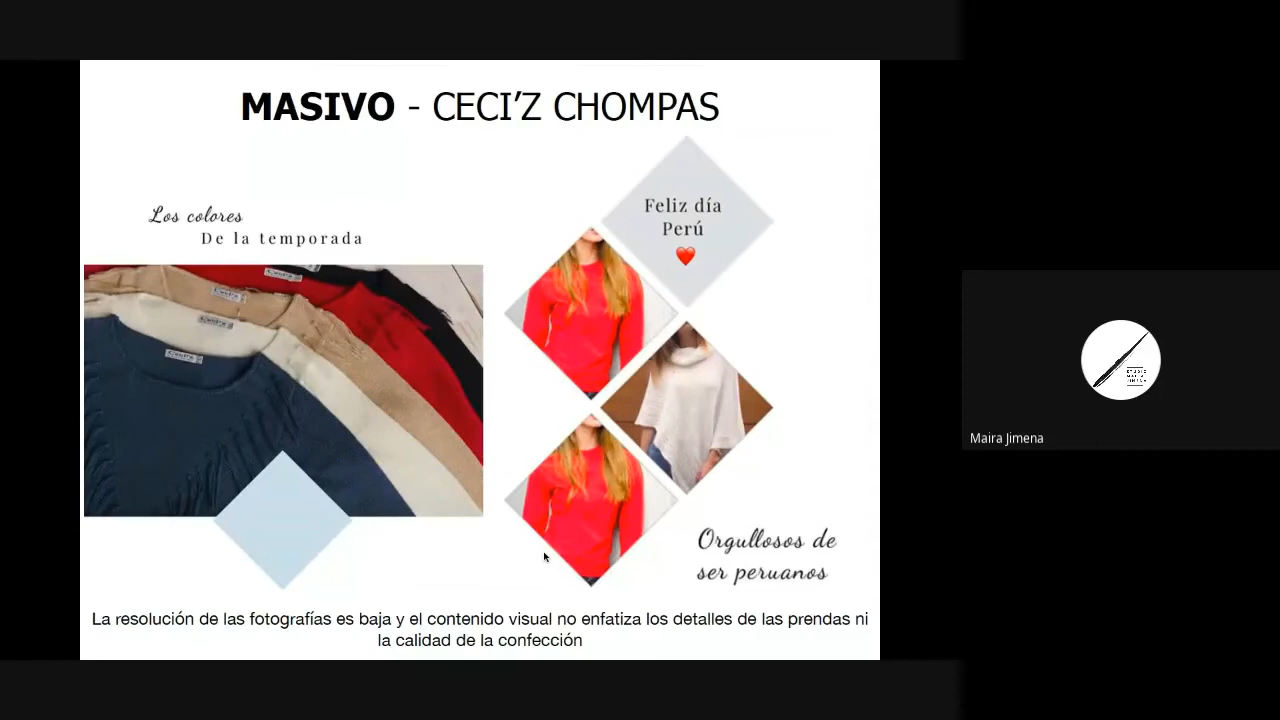 MASIVO - CECI’Z CHOMPAS
Los colores
De la temporada
Feliz día
Perú
Orgullosos de
ser peruanos
La resolución de las fotografías es baja y el contenido visual no enfatiza los detalles de las prendas ni
la calidad de la confección
Maira Jimena